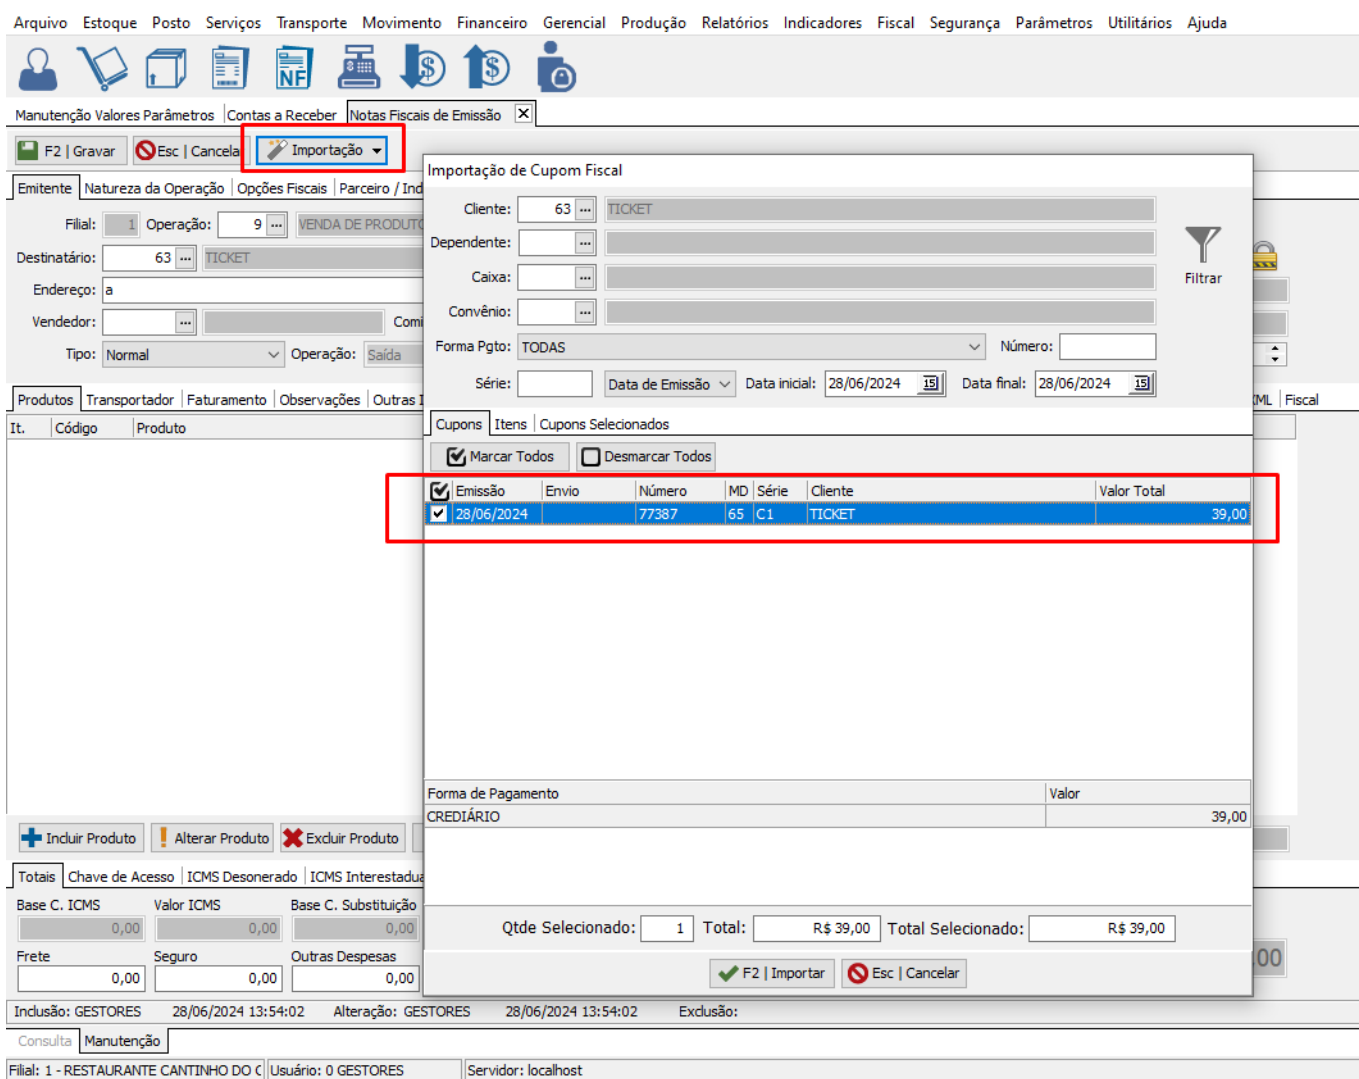 Arquivo Estoque Posto Serviços Transporte Movimento Financeiro Gerencial Produção Relatórios Indicadores Fiscal Segurança Parâmetros Utilitários Ajuda
NF
Manutenção Valores Parâmetros Contas a Receber Notas Fiscais de Emissão
F2 | Gravar Esc | Cancela Importação
Emitente Natureza da Operação Opções Fiscais Parceiro / Ind
Filial: 1 Operação: 9 ... VENDA DE PRODUTO
Destinatário: 63 ... TICKET
Endereço: a
Vendedor: ... Comi
Tipo: Normal Operação: Saída
Produtos Transportador Faturamento Observações Outras I XML Fiscal
It. Código Produto
Importação de Cupom Fiscal
Cliente: 63 ... TICKET
Dependente: ...
Caixa: ...
Convênio: ...
Filtrar
Forma Pgto: TODAS Número:
Série: Data de Emissão Data inicial: 28/06/2024 15 Data final: 28/06/2024 15
Cupons Itens Cupons Selecionados
Marcar Todos Desmarcar Todos
Emissão Envio Número MD Série Cliente Valor Total
28/06/2024 77387 65 C1 TICKET 39,00
Forma de Pagamento Valor
CREDIÁRIO 39,00
Qtde Selecionado: 1 Total: R$ 39,00 Total Selecionado: R$ 39,00
F2 | Importar Esc | Cancelar
Incluir Produto Alterar Produto Excluir Produto
Totais Chave de Acesso ICMS Desonerado ICMS Interestadua
Base C. ICMS Valor ICMS Base C. Substituição
0,00 0,00 0,00
Frete Seguro Outras Despesas
0,00 0,00 0,00
00
Inclusão: GESTORES 28/06/2024 13:54:02 Alteração: GESTORES 28/06/2024 13:54:02 Exclusão:
Consulta Manutenção
Filial: 1 - RESTAURANTE CANTINHO DO C Usuário: 0 GESTORES Servidor: localhost